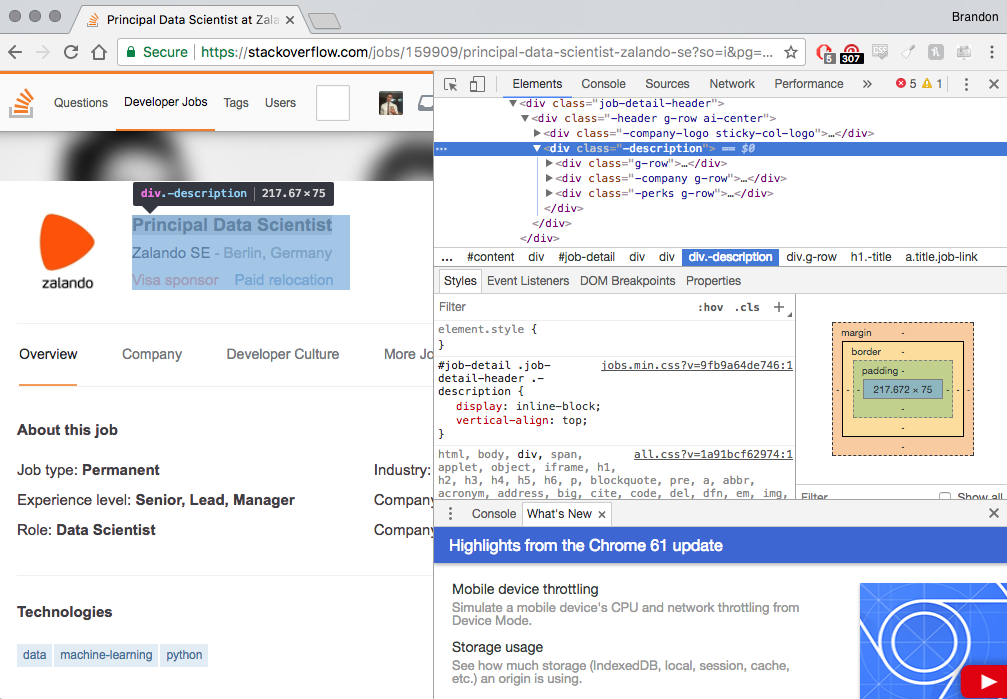 Principal Data Scientist at Zala
Brandon
Secure https://stackoverflow.com/jobs/159909/principal-data-scientist-zalando-se?so=i&pg=...
5 307
Questions Developer Jobs Tags Users
div.-description 217.67 × 75
Principal Data Scientist
Zalando SE - Berlin, Germany
Visa sponsor Paid relocation
zalando
Overview Company Developer Culture More Jo
About this job
Job type: Permanent Industry:
Experience level: Senior, Lead, Manager Company
Role: Data Scientist Company
Technologies
data machine-learning python
Elements Console Sources Network Performance » 5 1
▼<div class="job-detail-header">
▼<div class="-header g-row ai-center">
▶<div class="-company-logo sticky-col-logo">…</div>
… ▼<div class="-description"> == $0
▶<div class="g-row">…</div>
▶<div class="-company g-row">…</div>
▶<div class="-perks g-row">…</div>
</div>
</div>
</div>
... #content div #job-detail div div div.-description div.g-row h1.-title a.title.job-link
Styles Event Listeners DOM Breakpoints Properties
Filter :hov .cls +
element.style {
}
#job-detail .job- jobs.min.css?v=9fb9a64de746:1
detail-header .-
description {
display: inline-block;
vertical-align: top;
}
html, body, div, span, all.css?v=1a91bcf62974:1
applet, object, iframe, h1,
h2, h3, h4, h5, h6, p, blockquote, pre, a, abbr,
acronym, address, big, cite, code, del, dfn, em, img,
margin -
border -
padding -
- - - 217.672 × 75 - - -
-
-
-
Filter Show all
Console What's New ×
Highlights from the Chrome 61 update
Mobile device throttling
Simulate a mobile device's CPU and network throttling from
Device Mode.
Storage usage
See how much storage (IndexedDB, local, session, cache,
etc.) an origin is using.